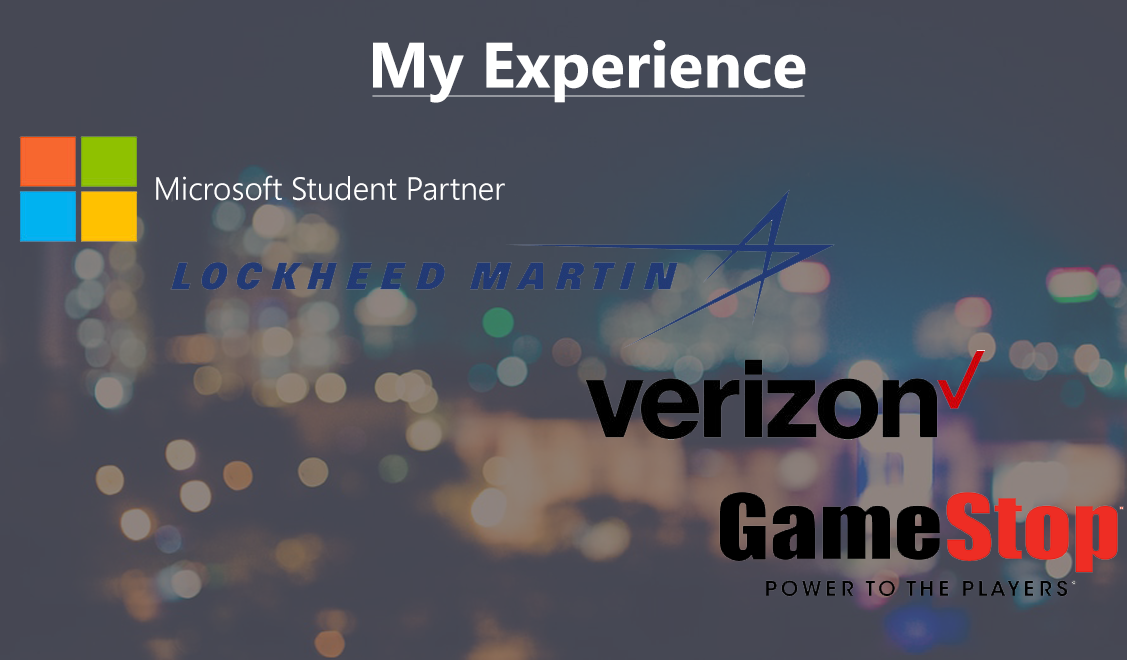 My Experience
Microsoft Student Partner
LOCKHEED MARTIN
verizon
GameStop
POWER TO THE PLAYERS